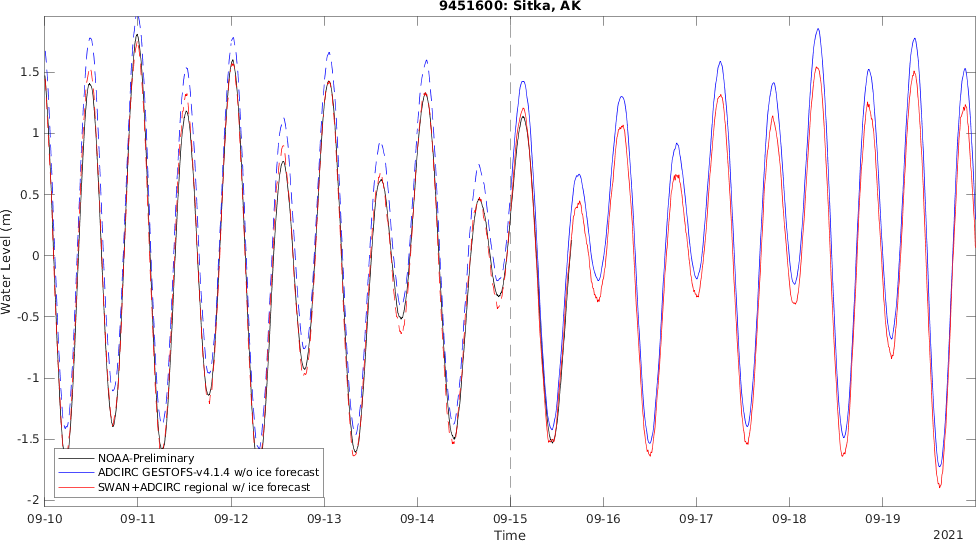 9451600: Sitka, AK
Water Level (m)
1.5
1
0.5
0
-0.5
-1
-1.5
-2
NOAA-Preliminary
ADCIRC GESTOFS-v4.1.4 w/o ice forecast
SWAN+ADCIRC regional w/ ice forecast
09-10 09-11 09-12 09-13 09-14 09-15 09-16 09-17 09-18 09-19
Time
2021